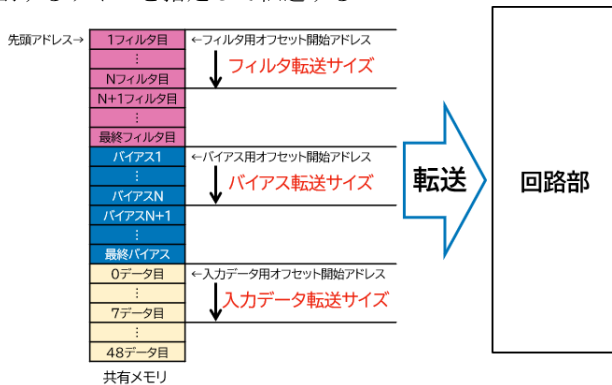 先頭アドレス→
1フィルタ目
⋮
Nフィルタ目
N+1フィルタ目
⋮
最終フィルタ目
バイアス1
⋮
バイアスN
バイアスN+1
⋮
最終バイアス
0データ目
⋮
7データ目
⋮
48データ目
共有メモリ
←フィルタ用オフセット開始アドレス
フィルタ転送サイズ
←バイアス用オフセット開始アドレス
バイアス転送サイズ
←入力データ用オフセット開始アドレス
入力データ転送サイズ
転送
回路部